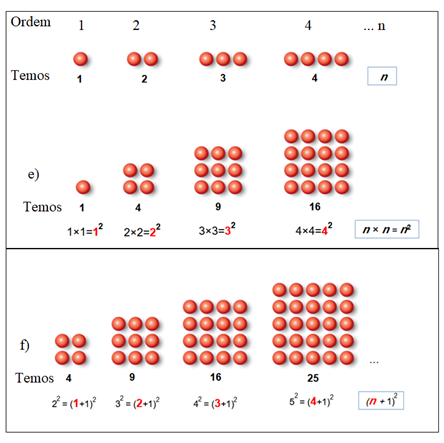 Ordem 1 2 3 4 ... n
Temos 1 2 3 4 n
e)
Temos 1 4 9 16
1×1=1² 2×2=2² 3×3=3² 4×4=4² n × n = n²
f) ...
Temos 4 9 16 25
2² = (1+1)² 3² = (2+1)² 4² = (3+1)² 5² = (4+1)² (n + 1)²